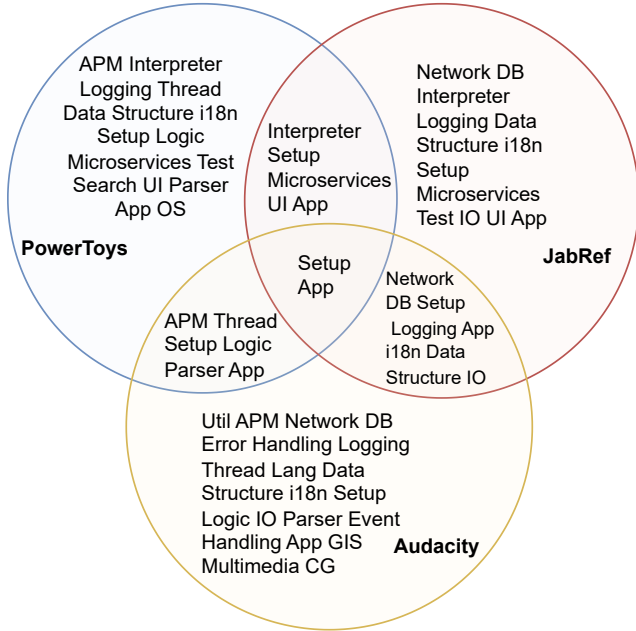 APM Interpreter
Logging Thread
Data Structure i18n
Setup Logic
Microservices Test
Search UI Parser
App OS
PowerToys
Interpreter
Setup
Microservices
UI App
Network DB
Interpreter
Logging Data
Structure i18n
Setup
Microservices
Test IO UI App
JabRef
Setup
App
APM Thread
Setup Logic
Parser App
Network
DB Setup
Logging App
i18n Data
Structure IO
Util APM Network DB
Error Handling Logging
Thread Lang Data
Structure i18n Setup
Logic IO Parser Event
Handling App GIS
Multimedia CG
Audacity